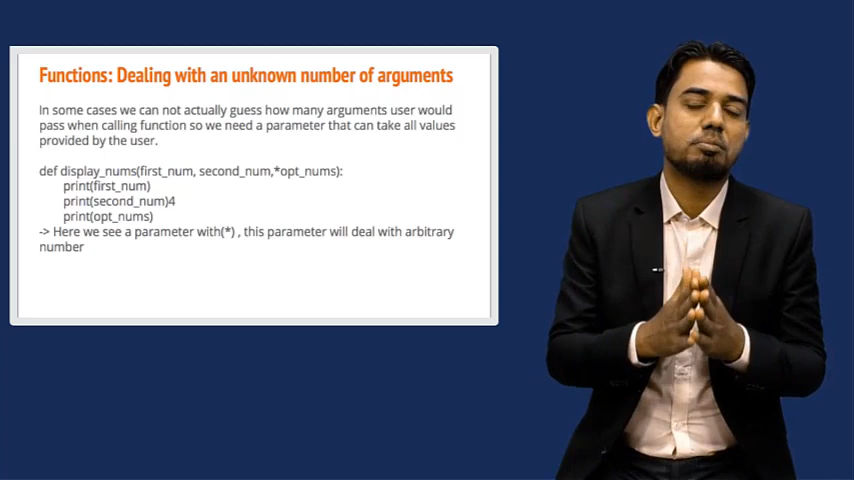 Functions: Dealing with an unknown number of arguments
In some cases we can not actually guess how many arguments user would
pass when calling function so we need a parameter that can take all values
provided by the user.
def display_nums(first_num, second_num,*opt_nums):
print(first_num)
print(second_num)4
print(opt_nums)
-> Here we see a parameter with(*) , this parameter will deal with arbitrary
number